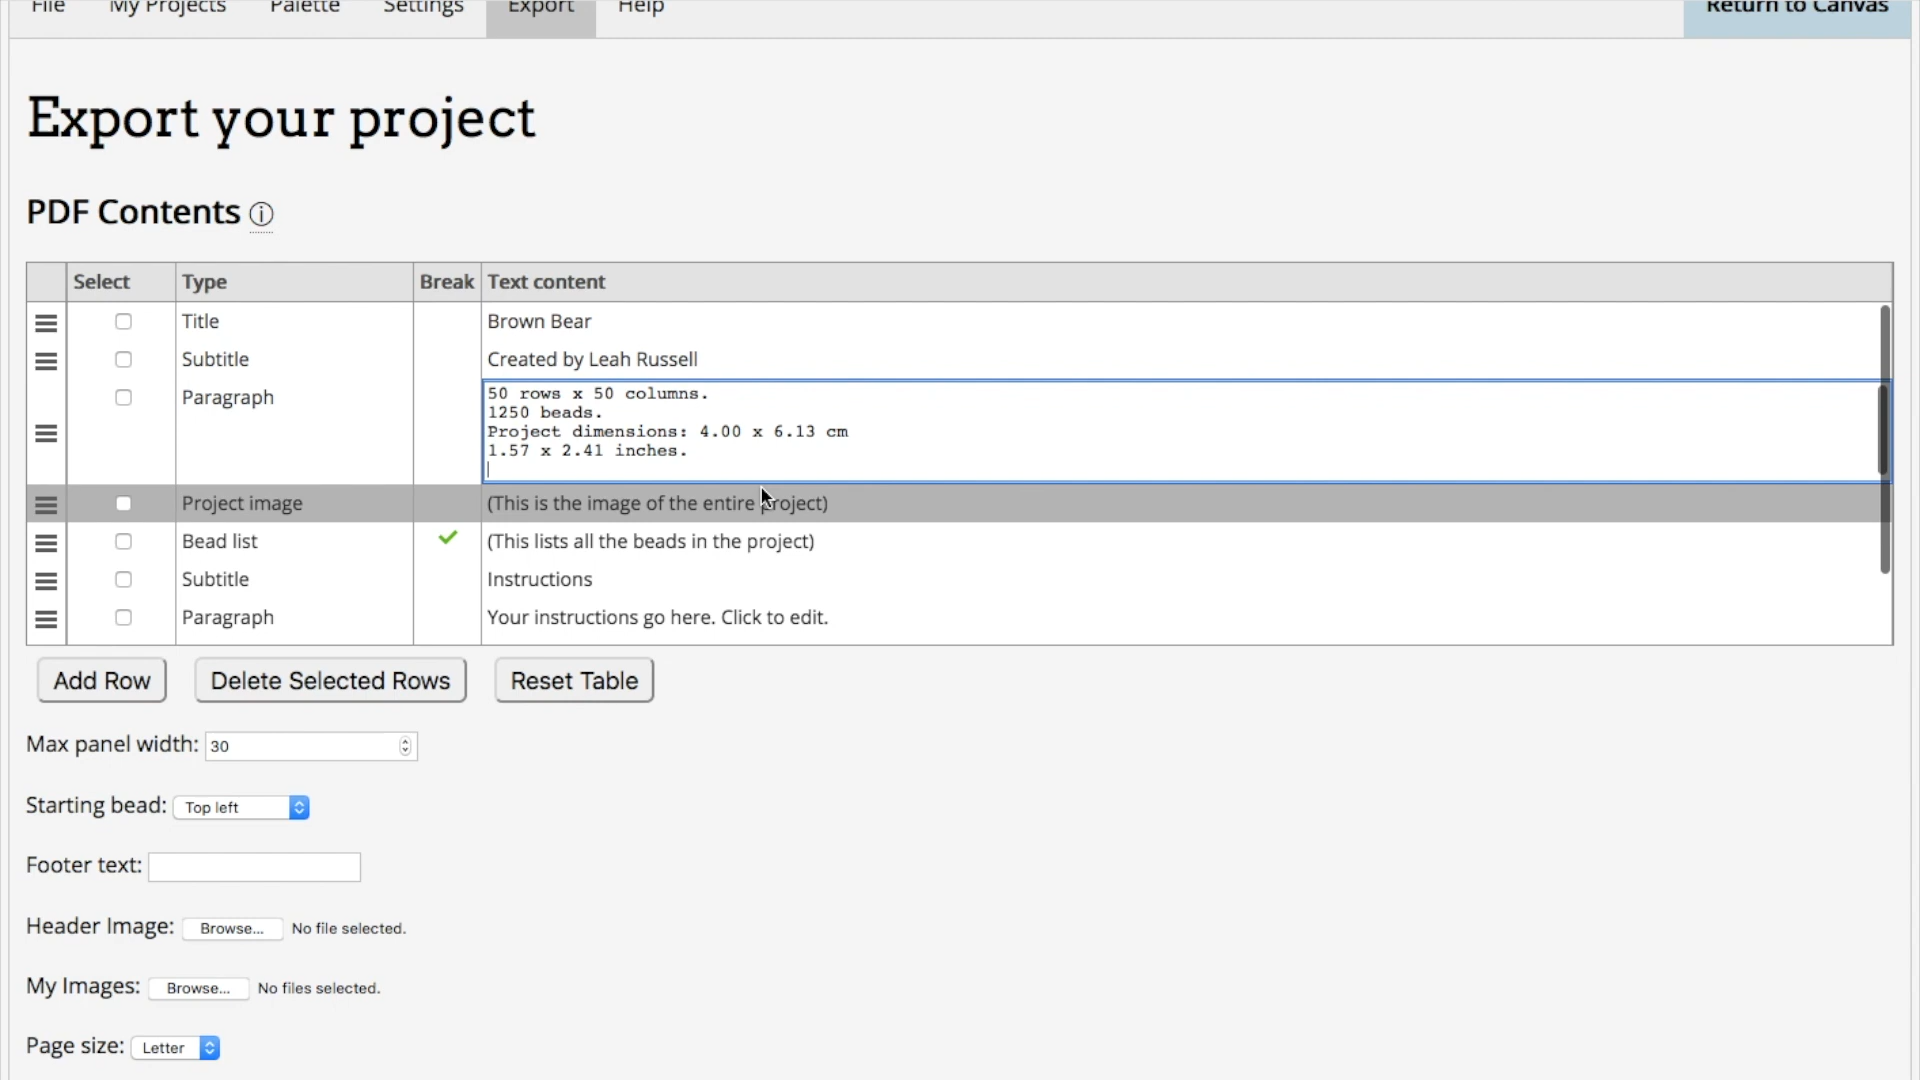 File My Projects Palette Settings Export Help Return to Canvas
Export your project
PDF Contents ⓘ
Select Type Break Text content
Title Brown Bear
Subtitle Created by Leah Russell
Paragraph 50 rows x 50 columns.
1250 beads.
Project dimensions: 4.00 x 6.13 cm
1.57 x 2.41 inches.
Project image (This is the image of the entire project)
Bead list (This lists all the beads in the project)
Subtitle Instructions
Paragraph Your instructions go here. Click to edit.
Add Row Delete Selected Rows Reset Table
Max panel width: 30
Starting bead: Top left
Footer text:
Header Image: Browse... No file selected.
My Images: Browse... No files selected.
Page size: Letter